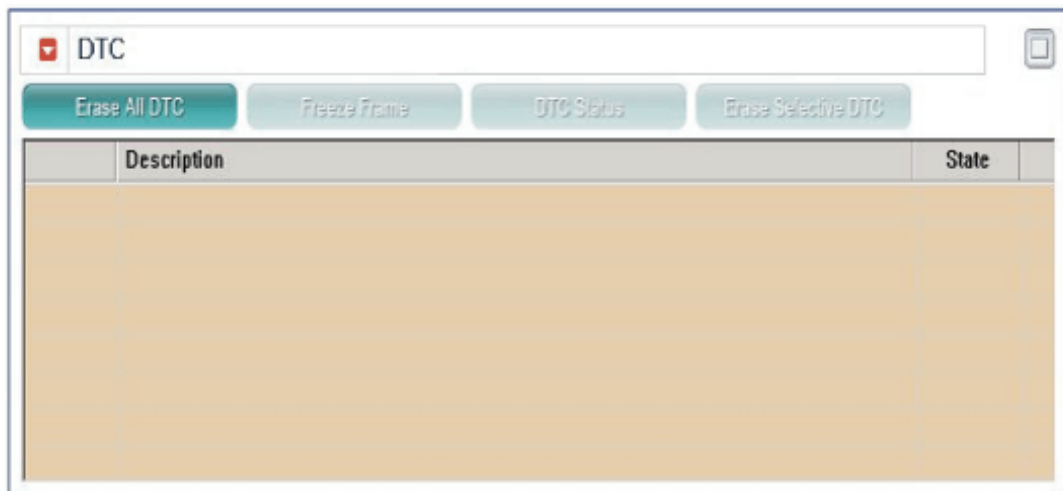 DTC
Erase All DTC Freeze Frame DTC Status Erase Selective DTC
Description State